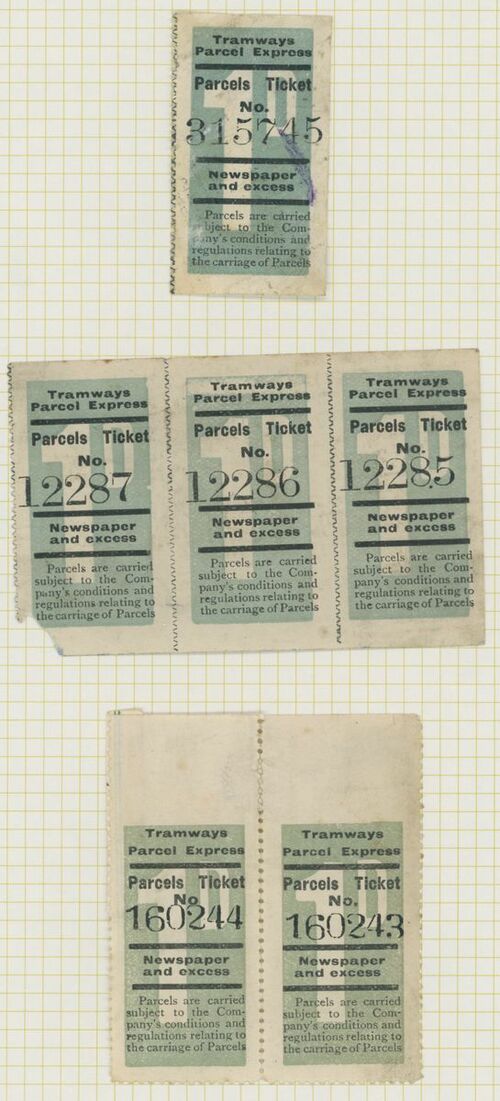 Tramways
Parcel Express
1D
Parcels Ticket
No.
315745
Newspaper
and excess
Parcels are carried
subject to the Com-
pany's conditions and
regulations relating to
the carriage of Parcels
Tramways
Parcel Express
1D
Parcels Ticket
No.
12287
Newspaper
and excess
Parcels are carried
subject to the Com-
pany's conditions and
regulations relating to
the carriage of Parcels
Tramways
Parcel Express
1D
Parcels Ticket
No.
12286
Newspaper
and excess
Parcels are carried
subject to the Com-
pany's conditions and
regulations relating to
the carriage of Parcels
Tramways
Parcel Express
1D
Parcels Ticket
No.
12285
Newspaper
and excess
Parcels are carried
subject to the Com-
pany's conditions and
regulations relating to
the carriage of Parcels
Tramways
Parcel Express
1D
Parcels Ticket
No.
160244
Newspaper
and excess
Parcels are carried
subject to the Com-
pany's conditions and
regulations relating to
the carriage of Parcels
Tramways
Parcel Express
1D
Parcels Ticket
No.
160243
Newspaper
and excess
Parcels are carried
subject to the Com-
pany's conditions and
regulations relating to
the carriage of Parcels